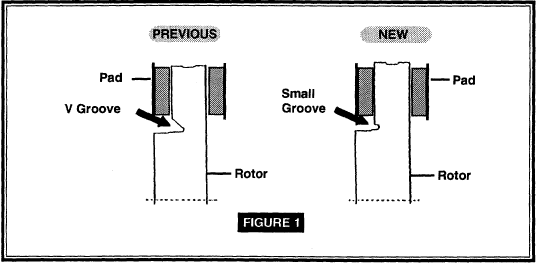 PREVIOUS
NEW
Pad
V Groove
Rotor
Small
Groove
Pad
Rotor
FIGURE 1